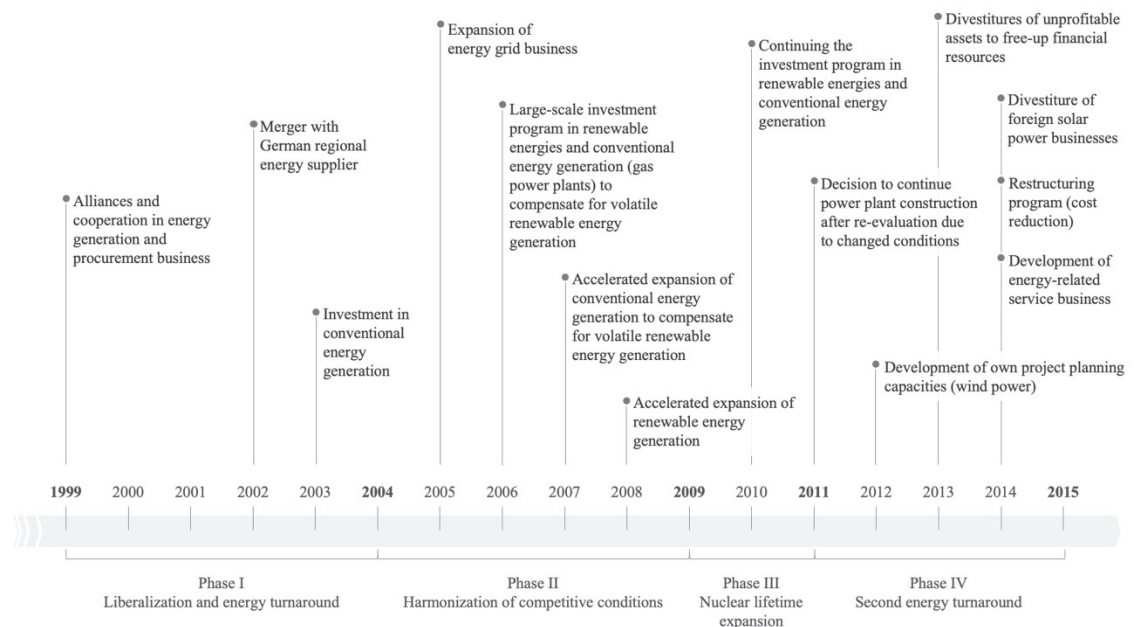 Alliances and
cooperation in energy
generation and
procurement business
Merger with
German regional
energy supplier
Investment in
conventional
energy
generation
Expansion of
energy grid business
Large-scale investment
program in renewable
energies and conventional
energy generation (gas
power plants) to
compensate for volatile
renewable energy
generation
Accelerated expansion of
conventional energy
generation to compensate
for volatile renewable
energy generation
Accelerated expansion of
renewable energy
generation
Continuing the
investment program in
renewable energies and
conventional energy
generation
Decision to continue
power plant construction
after re-evaluation due
to changed conditions
Development of own project planning
capacities (wind power)
Divestitures of unprofitable
assets to free-up financial
resources
Divestiture of
foreign solar
power businesses
Restructuring
program (cost
reduction)
Development of
energy-related
service business
1999 2000 2001 2002 2003 2004 2005 2006 2007 2008 2009 2010 2011 2012 2013 2014 2015
Phase I
Liberalization and energy turnaround
Phase II
Harmonization of competitive conditions
Phase III
Nuclear lifetime
expansion
Phase IV
Second energy turnaround